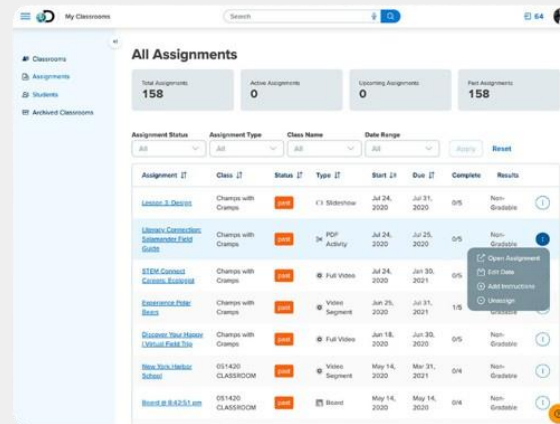 My Classrooms
Search
64
Classrooms
Assignments
Students
Archived Classrooms
All Assignments
Total Assignments
158
Active Assignments
0
Upcoming Assignments
0
Past Assignments
158
Assignment Status Assignment Type Class Name Date Range
All All All All Apply Reset
Assignment Class Status Type Start Due Complete Results
Lesson 3: Design Champs with Cramps past Slideshow Jul 24, 2020 Jul 31, 2020 0/5 Non-Gradable
Literacy Connection: Salamander Field Guide Champs with Cramps past PDF Activity Jul 24, 2020 Jul 25, 2020 0/5 Non-Gradable
Open Assignment
Edit Date
Add Instructions
Unassign
STEM Connect Careers: Ecologist Champs with Cramps past Full Video Jul 24, 2020 Jan 30, 2021 0/5
Experience Polar Bears Champs with Cramps past Video Segment Jun 25, 2020 Jul 31, 2021 1/5 Gradable
Discover Your Happy | Virtual Field Trip Champs with Cramps past Full Video Jun 18, 2020 Jun 30, 2020 0/5 Non-Gradable
New York Harbor School 051420 CLASSROOM past Video Segment May 14, 2020 Mar 31, 2021 0/4 Non-Gradable
Board @ 8:42:51 pm 051420 CLASSROOM past Board May 14, 2020 May 14, 2020 0/4 Non-Gradable